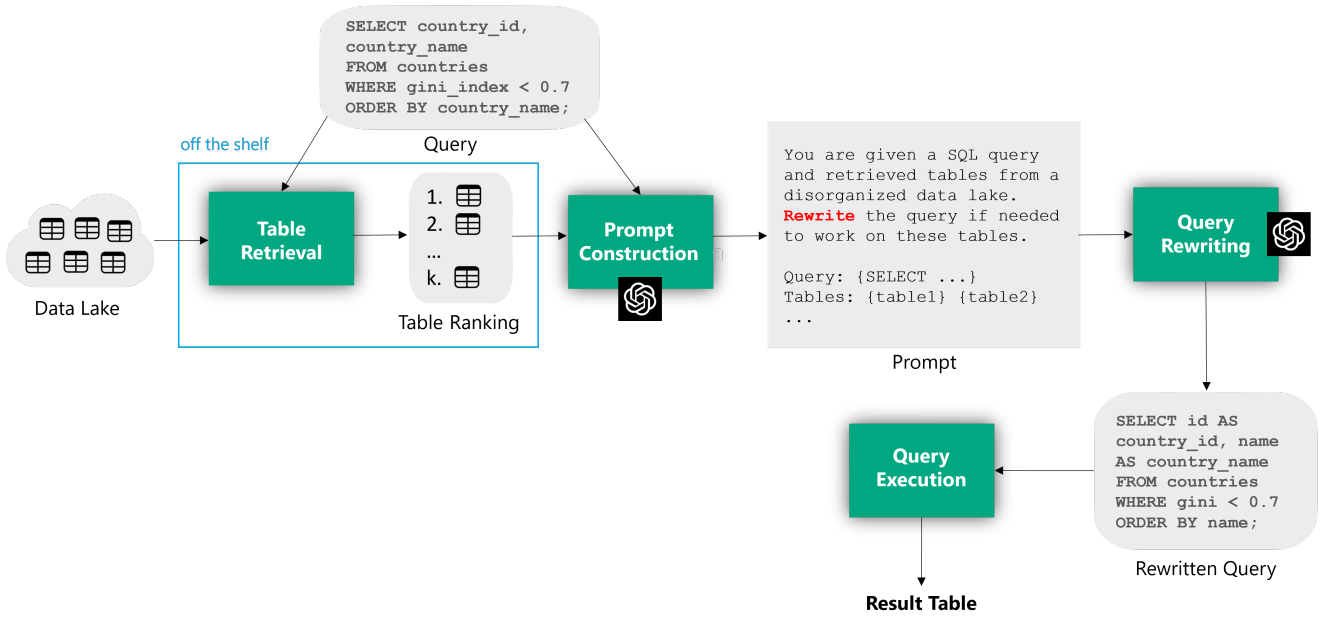 SELECT country_id,
country_name
FROM countries
WHERE gini_index < 0.7
ORDER BY country_name;
Query
off the shelf
Data Lake
Table
Retrieval
1.
2.
...
k.
Table Ranking
Prompt
Construction
You are given a SQL query
and retrieved tables from a
disorganized data lake.
Rewrite the query if needed
to work on these tables.
Query: {SELECT ...}
Tables: {table1} {table2}
...
Prompt
Query
Rewriting
SELECT id AS
country_id, name
AS country_name
FROM countries
WHERE gini < 0.7
ORDER BY name;
Rewritten Query
Query
Execution
Result Table